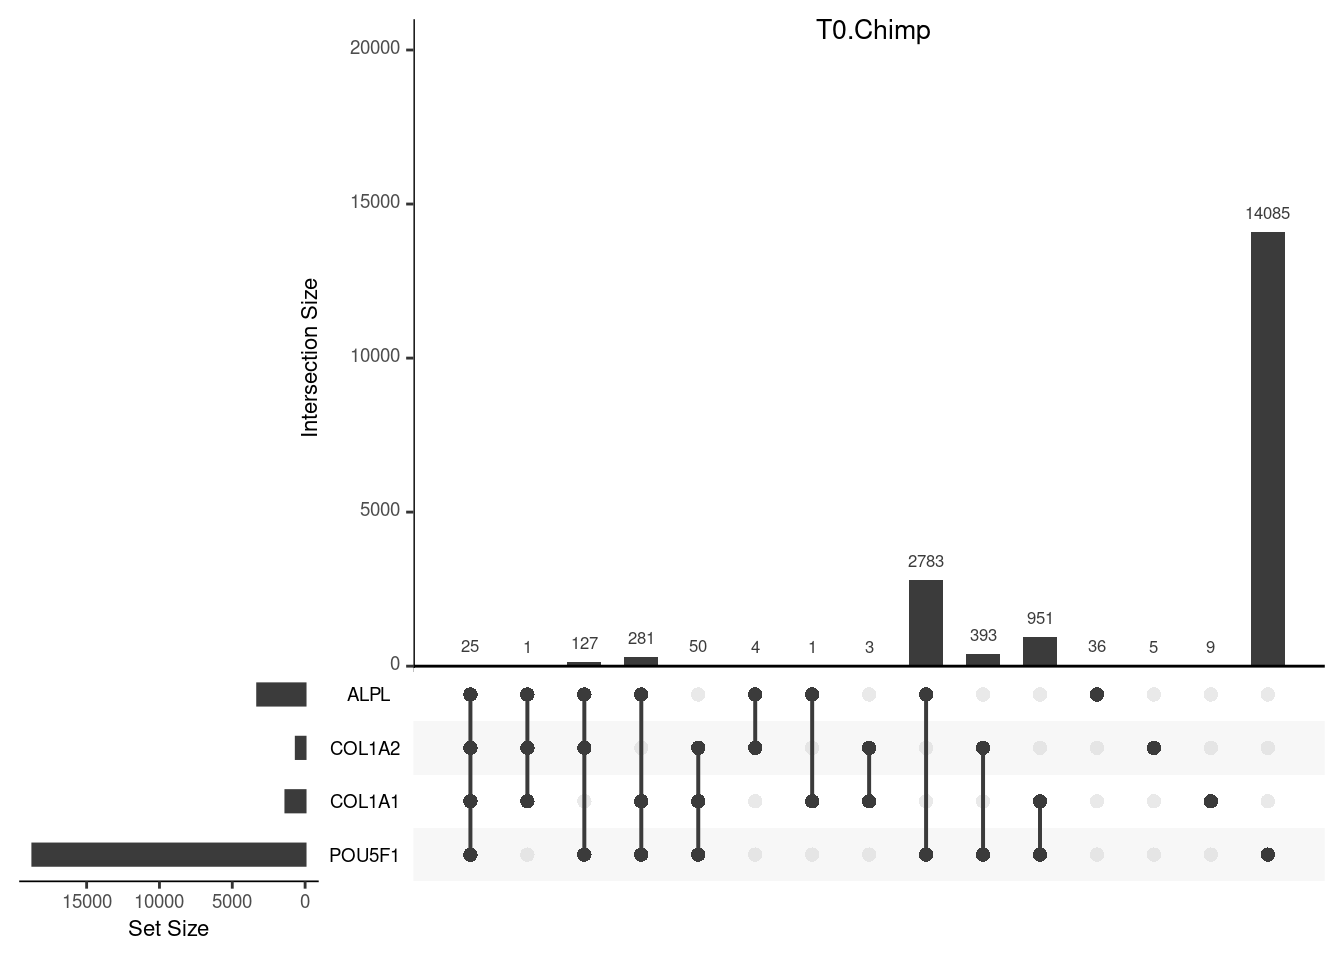 T0.Chimp
20000
15000
10000
5000
0
Intersection Size
25 1 127 281 50 4 1 3 2783 393 951 36 5 9 14085
ALPL
COL1A2
COL1A1
POU5F1
15000 10000 5000 0
Set Size